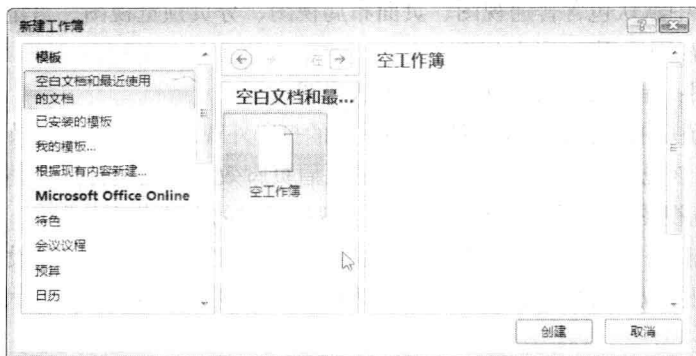 新建工作簿
模板
空白文档和最近使用
的文档
已安装的模板
我的模板...
根据现有内容新建...
Microsoft Office Online
特色
会议议程
预算
日历
空白文档和最...
空工作簿
空工作簿
创建
取消